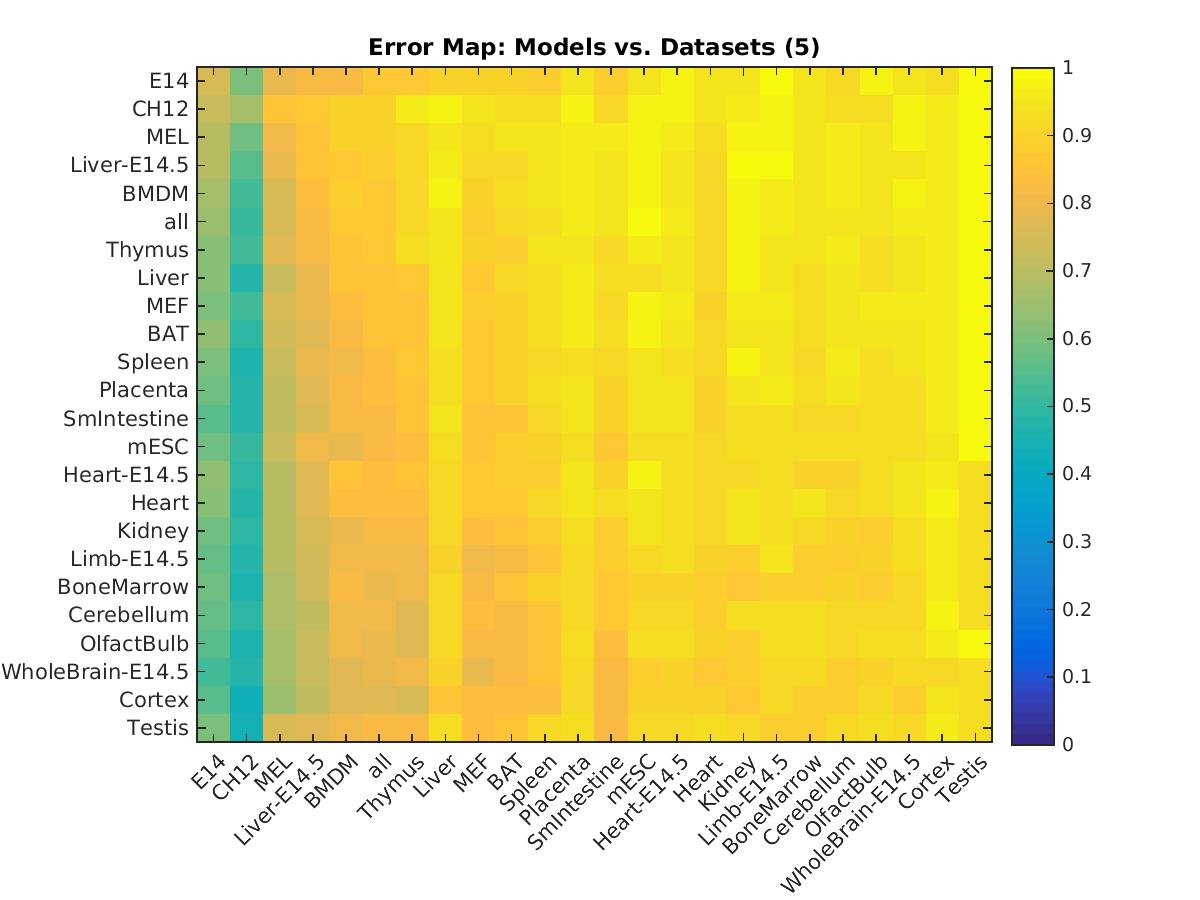 Error Map: Models vs. Datasets (5)
E14
CH12
MEL
Liver-E14.5
BMDM
all
Thymus
Liver
MEF
BAT
Spleen
Placenta
SmIntestine
mESC
Heart-E14.5
Heart
Kidney
Limb-E14.5
BoneMarrow
Cerebellum
OlfactBulb
WholeBrain-E14.5
Cortex
Testis
E14
CH12
MEL
Liver-E14.5
BMDM
all
Thymus
Liver
MEF
BAT
Spleen
Placenta
SmIntestine
mESC
Heart-E14.5
Heart
Kidney
Limb-E14.5
BoneMarrow
Cerebellum
OlfactBulb
WholeBrain-E14.5
Cortex
Testis
1
0.9
0.8
0.7
0.6
0.5
0.4
0.3
0.2
0.1
0